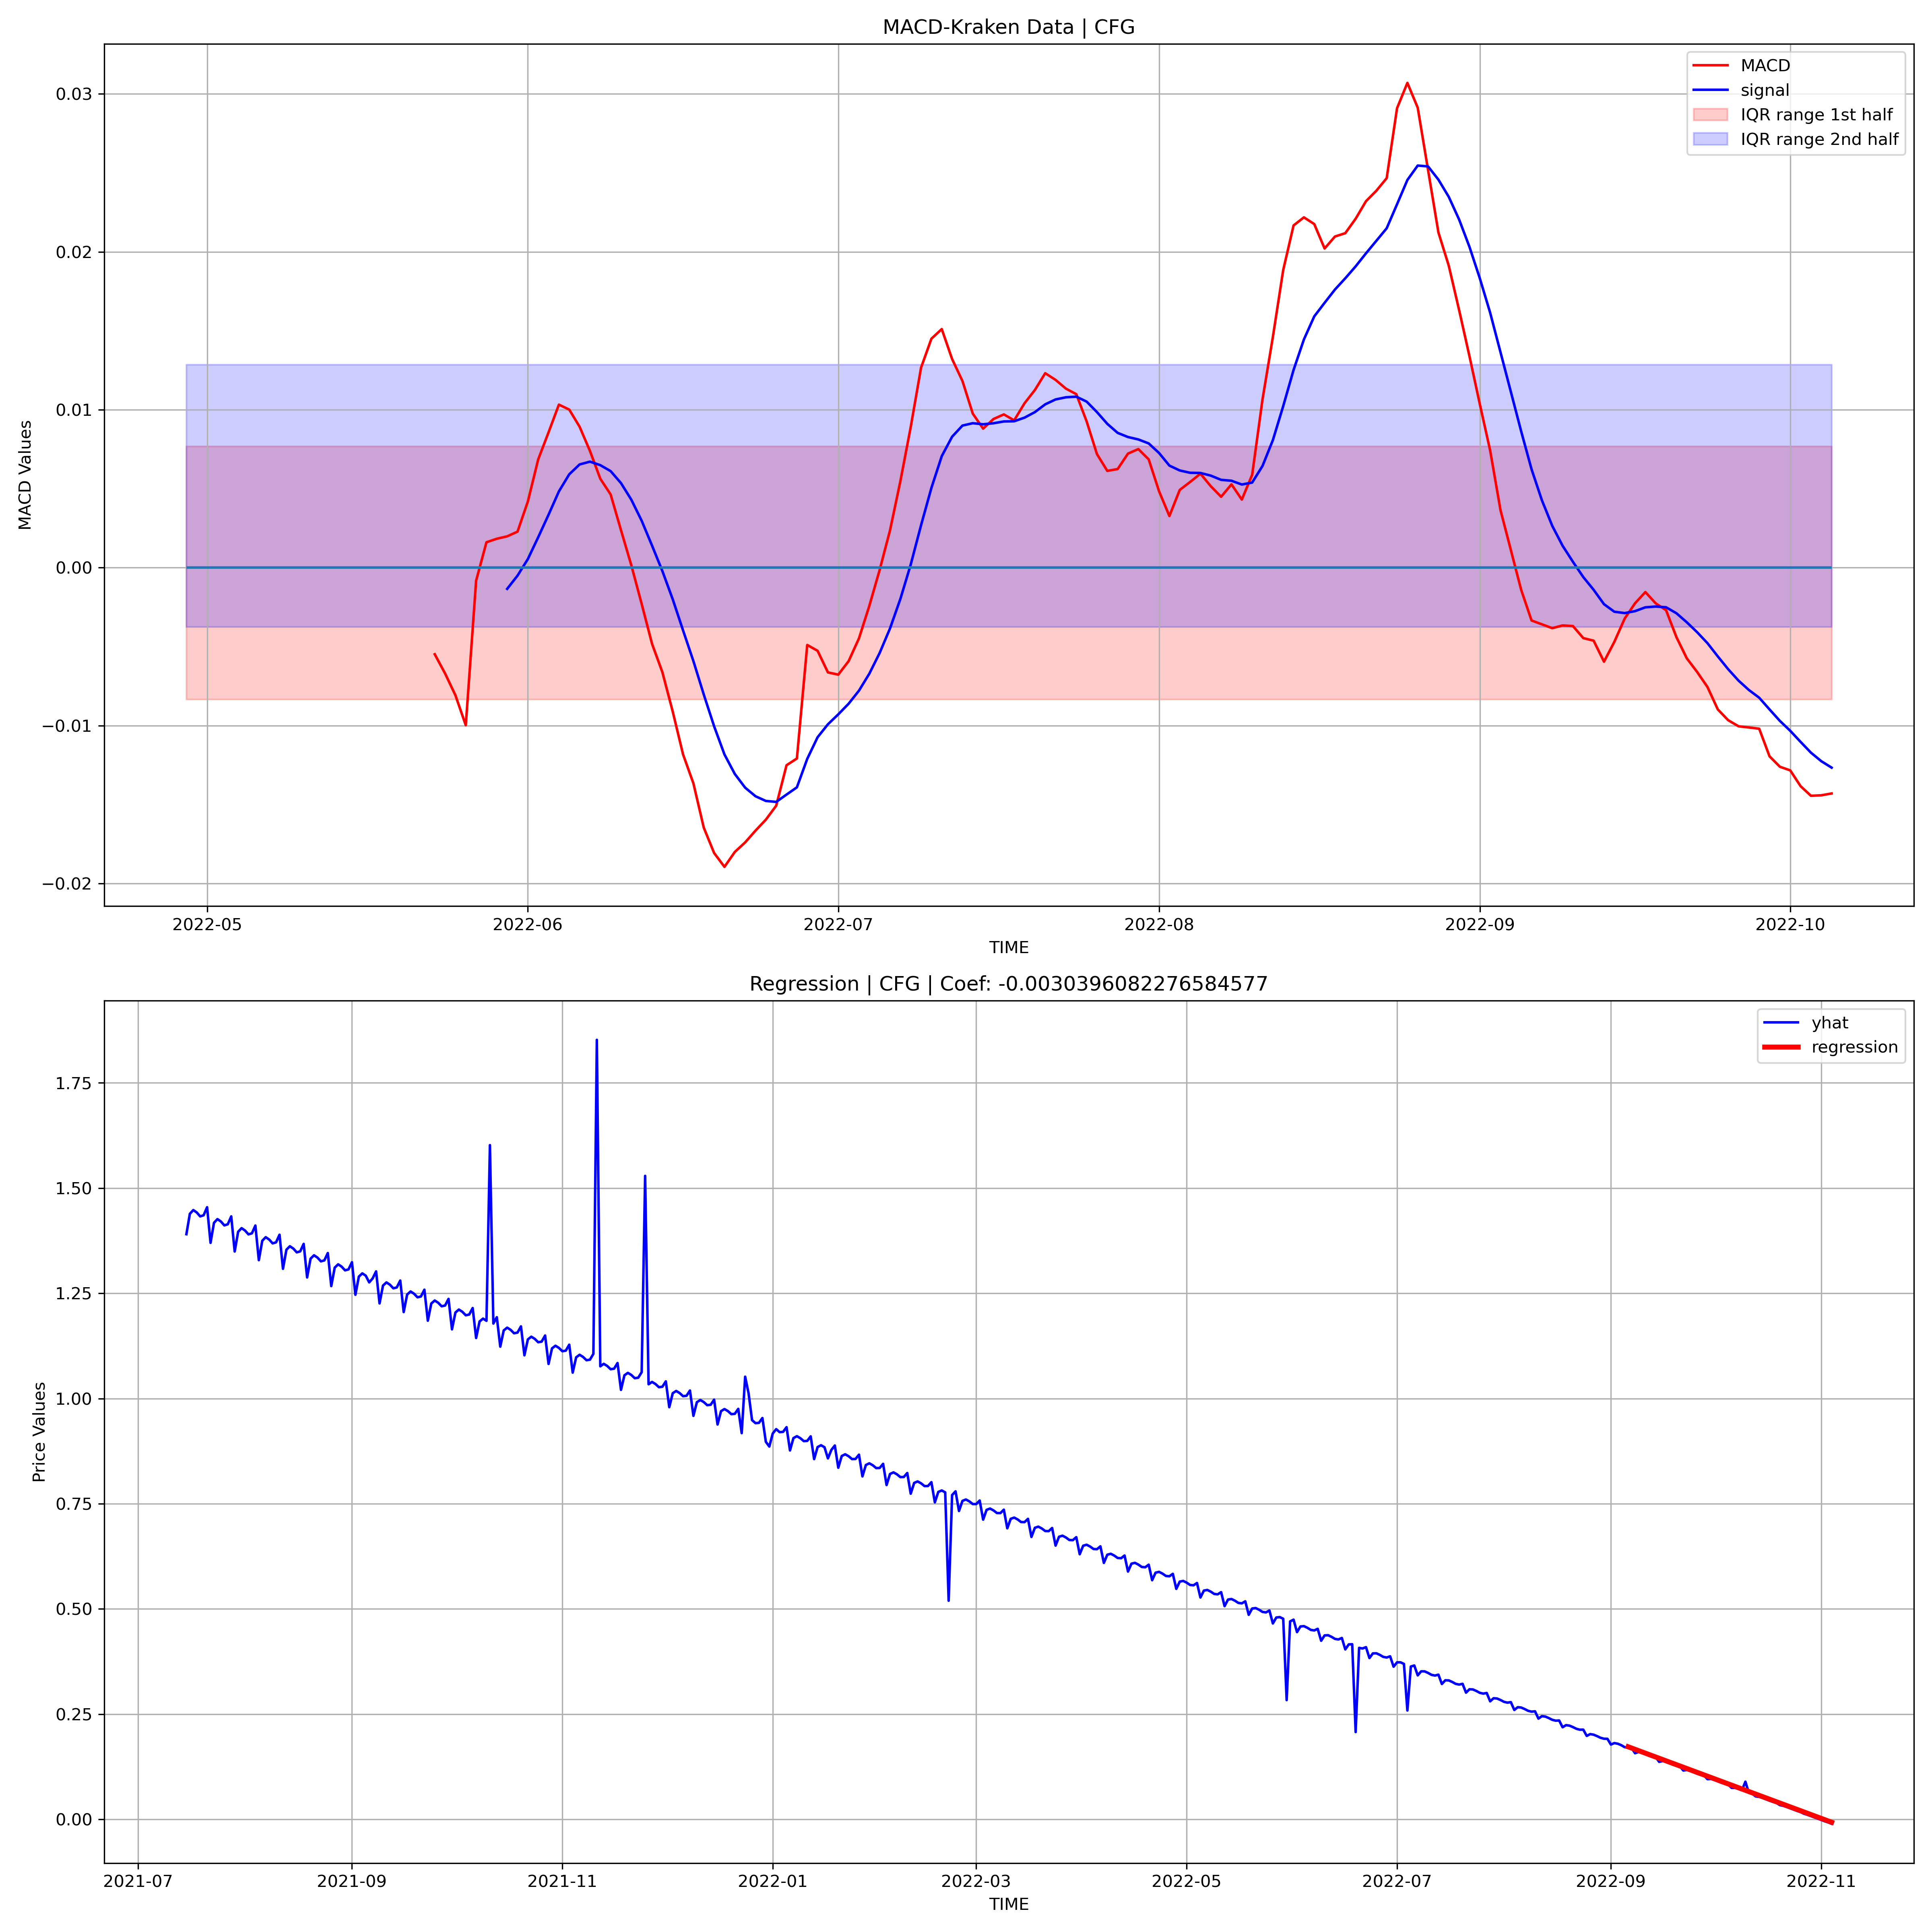 MACD-Kraken Data | CFG
MACD
signal
IQR range 1st half
IQR range 2nd half
MACD Values
0.03
0.02
0.01
0.00
−0.01
−0.02
2022-05 2022-06 2022-07 2022-08 2022-09 2022-10
TIME
Regression | CFG | Coef: -0.0030396082276584577
yhat
regression
Price Values
1.75
1.50
1.25
1.00
0.75
0.50
0.25
0.00
2021-07 2021-09 2021-11 2022-01 2022-03 2022-05 2022-07 2022-09 2022-11
TIME